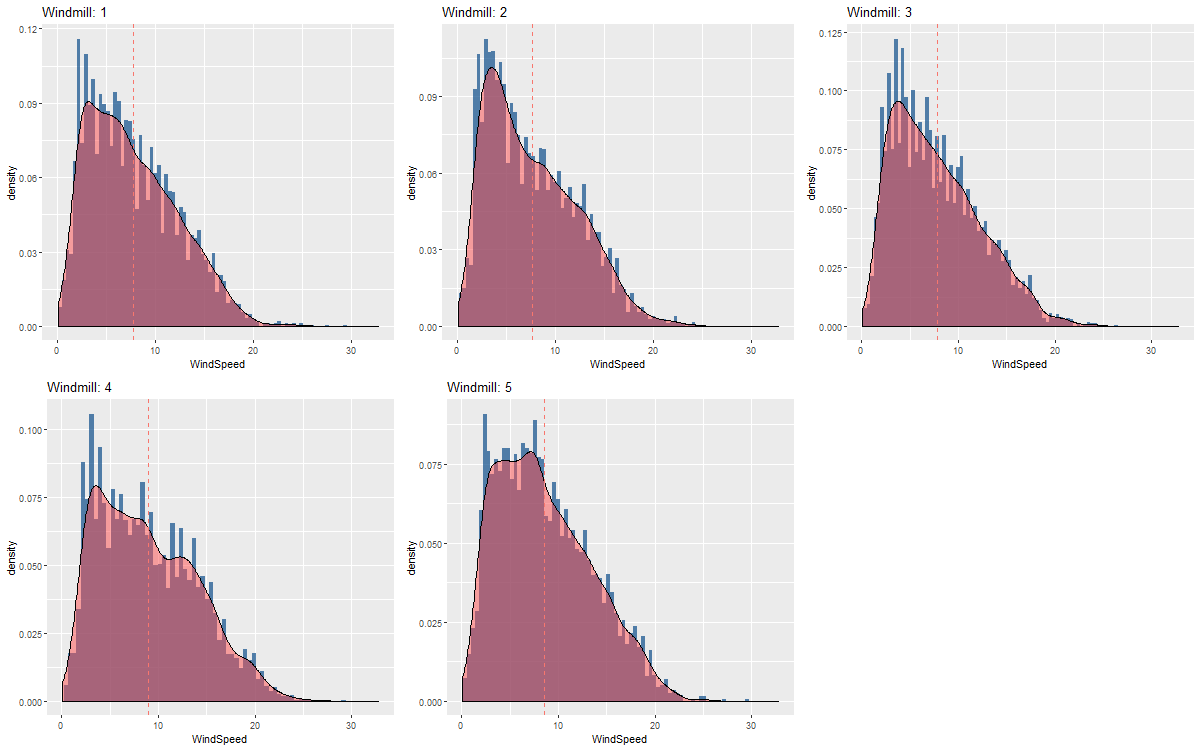 Windmill: 1
0.12
0.09
0.06
0.03
0.00
density
0 10 20 30
WindSpeed
Windmill: 2
0.09
0.06
0.03
0.00
density
0 10 20 30
WindSpeed
Windmill: 3
0.125
0.100
0.075
0.050
0.025
0.000
density
0 10 20 30
WindSpeed
Windmill: 4
0.100
0.075
0.050
0.025
0.000
density
0 10 20 30
WindSpeed
Windmill: 5
0.075
0.050
0.025
0.000
density
0 10 20 30
WindSpeed